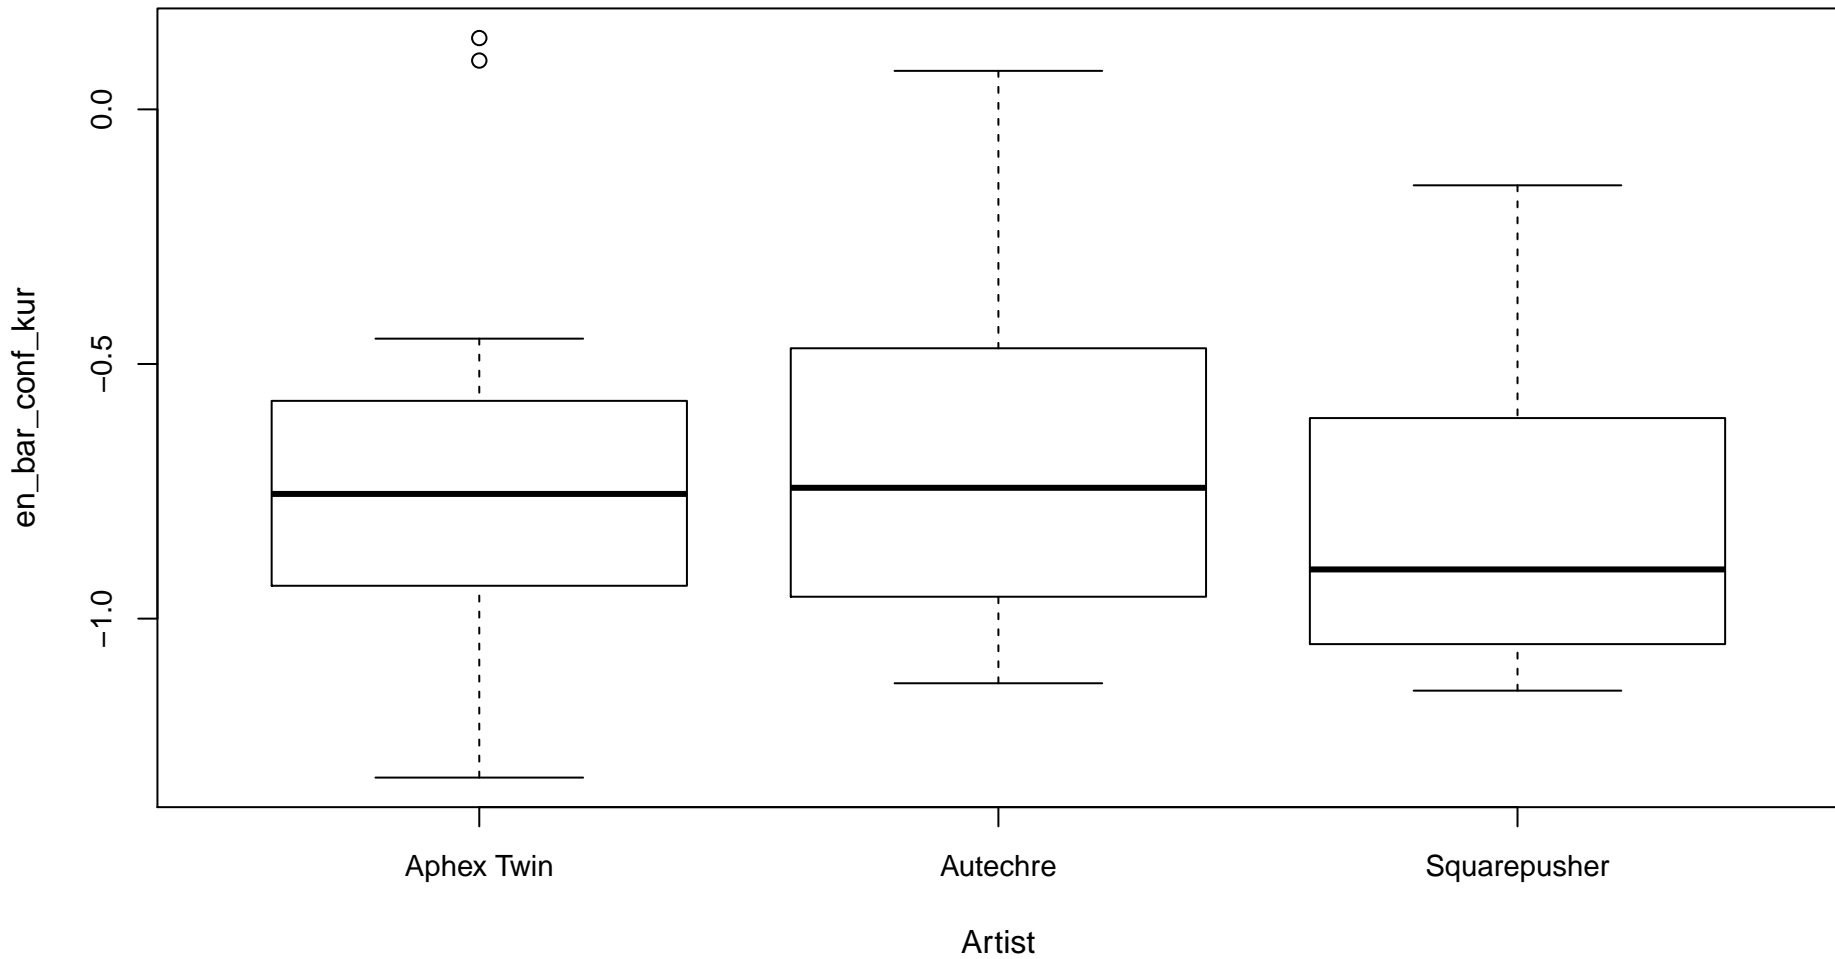 en_bar_conf_kur
0.0
−0.5
−1.0
Aphex Twin
Autechre
Squarepusher
Artist